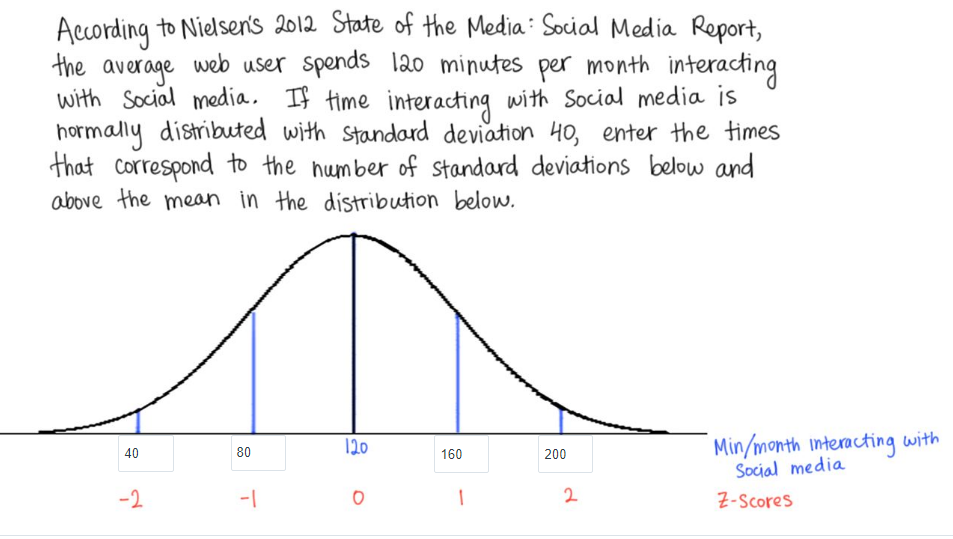 According to Nielsen's 2012 State of the Media: Social Media Report,
the average web user spends 120 minutes per month interacting
with Social media. If time interacting with Social media is
normally distributed with standard deviation 40, enter the times
that correspond to the number of standard deviations below and
above the mean in the distribution below.
40 80 120 160 200 Min/month interacting with
Social media
-2 -1 0 1 2 Z-Scores